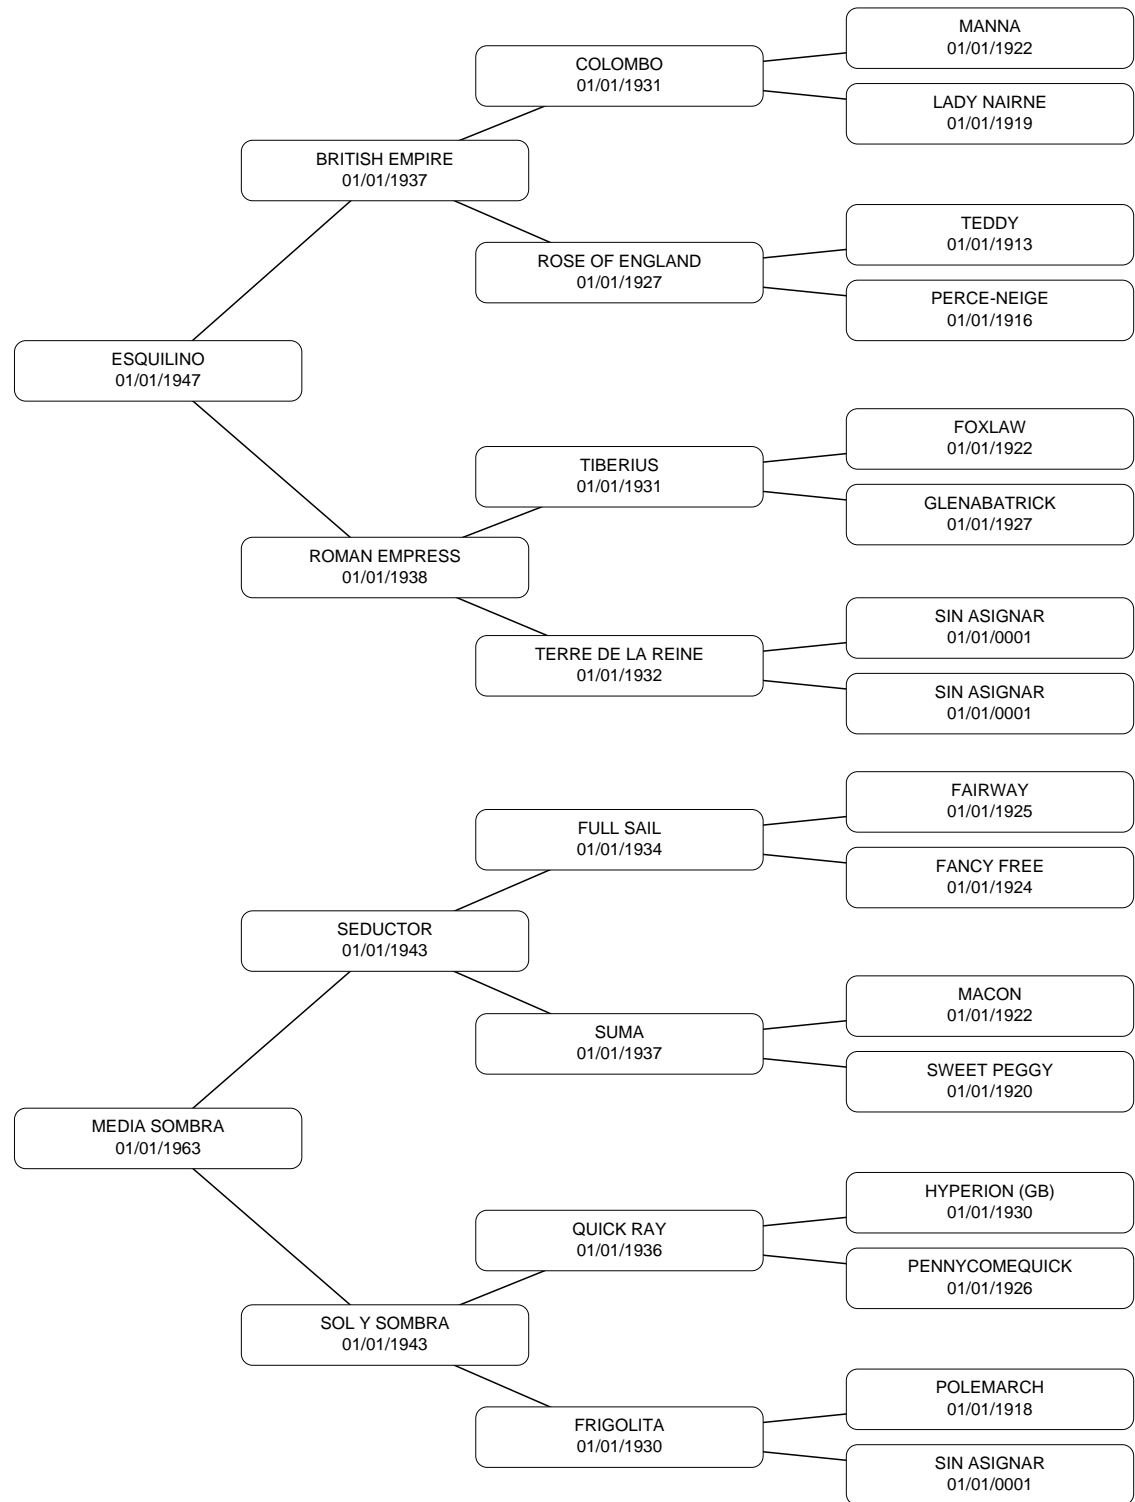 MANNA
01/01/1922
COLOMBO
01/01/1931
LADY NAIRNE
01/01/1919
BRITISH EMPIRE
01/01/1937
TEDDY
01/01/1913
ROSE OF ENGLAND
01/01/1927
PERCE-NEIGE
01/01/1916
ESQUILINO
01/01/1947
FOXLAW
01/01/1922
TIBERIUS
01/01/1931
GLENABATRICK
01/01/1927
ROMAN EMPRESS
01/01/1938
SIN ASIGNAR
01/01/0001
TERRE DE LA REINE
01/01/1932
SIN ASIGNAR
01/01/0001
FAIRWAY
01/01/1925
FULL SAIL
01/01/1934
FANCY FREE
01/01/1924
SEDUCTOR
01/01/1943
MACON
01/01/1922
SUMA
01/01/1937
SWEET PEGGY
01/01/1920
MEDIA SOMBRA
01/01/1963
HYPERION (GB)
01/01/1930
QUICK RAY
01/01/1936
PENNYCOMEQUICK
01/01/1926
SOL Y SOMBRA
01/01/1943
POLEMARCH
01/01/1918
FRIGOLITA
01/01/1930
SIN ASIGNAR
01/01/0001